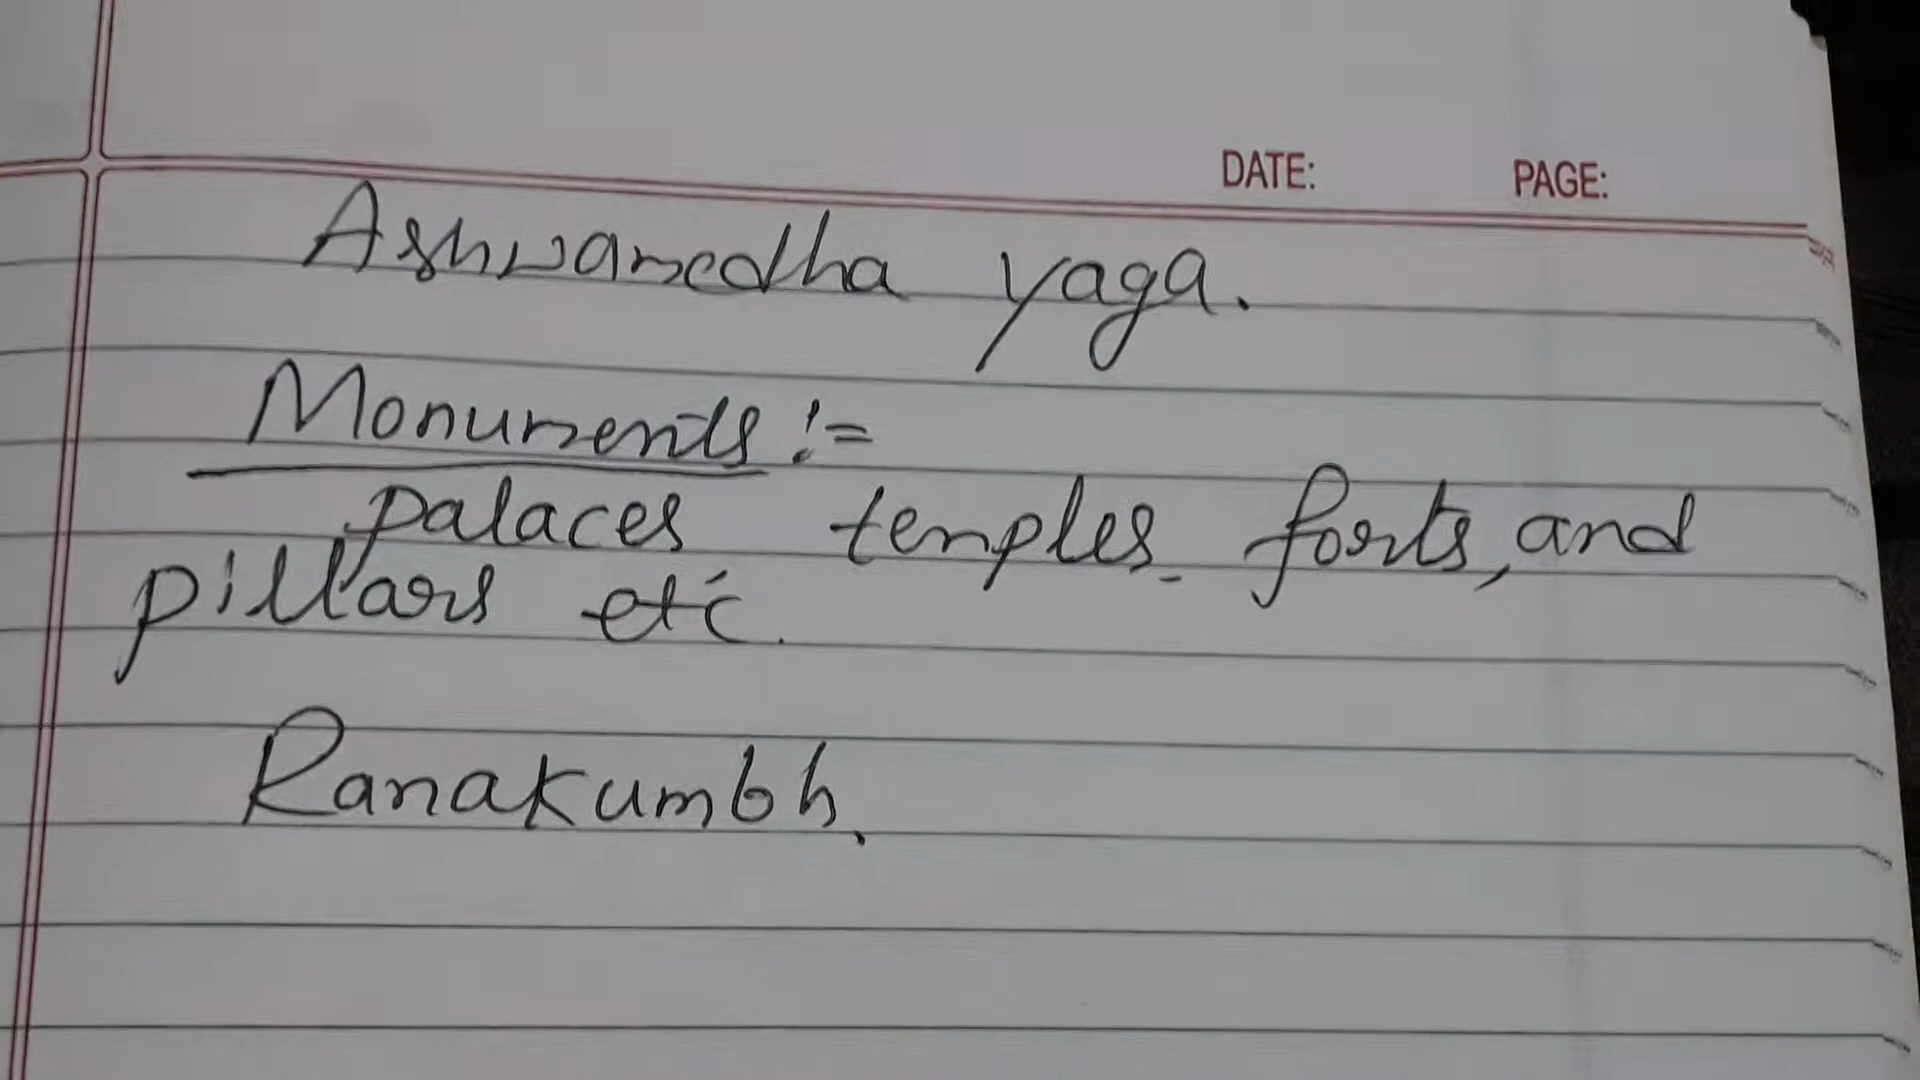 DATE: PAGE:
Ashwamedha yaga.
Monuments :-
palaces temples forts, and
pillars etc.
Ranakumbh.